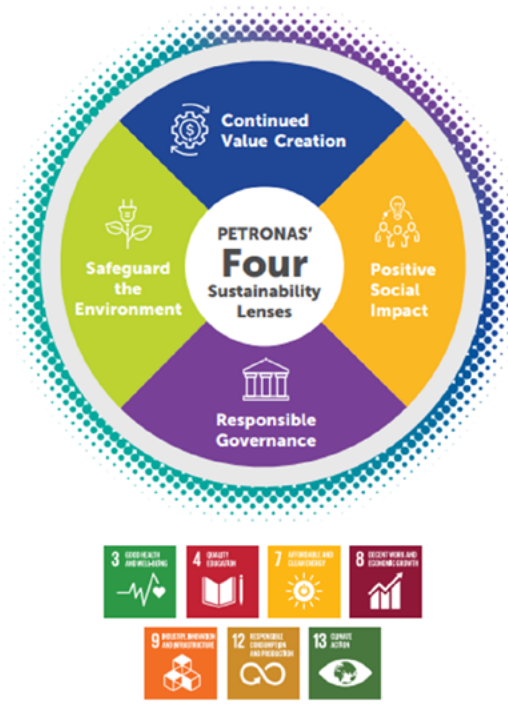 Continued
Value Creation
PETRONAS'
Four
Sustainability
Lenses
Safeguard
the
Environment
Positive
Social
Impact
Responsible
Governance
3 GOOD HEALTH
AND WELL-BEING
4 QUALITY
EDUCATION
7 AFFORDABLE AND
CLEAN ENERGY
8 DECENT WORK AND
ECONOMIC GROWTH
9 INDUSTRY, INNOVATION
AND INFRASTRUCTURE
12 RESPONSIBLE
CONSUMPTION
AND PRODUCTION
13 CLIMATE
ACTION